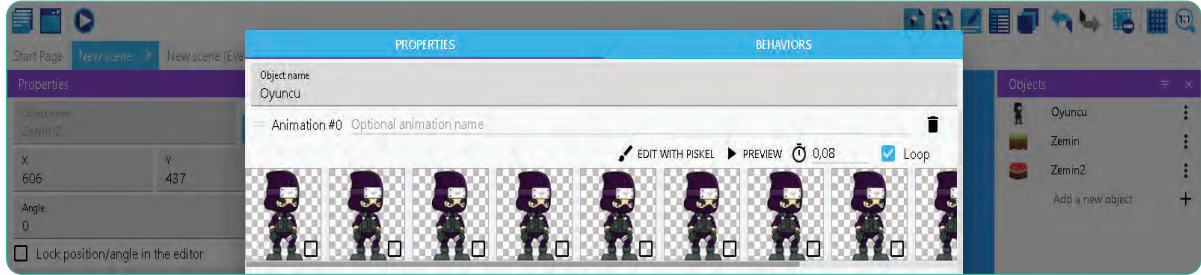 1:1
Start Page New scene × New scene (Eve
PROPERTIES BEHAVIORS
Properties
Object name
Zemin2
X Y
606 437
Angle
0
Lock position/angle in the editor
Object name
Oyuncu
Animation #0 Optional animation name
EDIT WITH PISKEL PREVIEW 0,08 Loop
Objects
Oyuncu
Zemin
Zemin2
Add a new object +